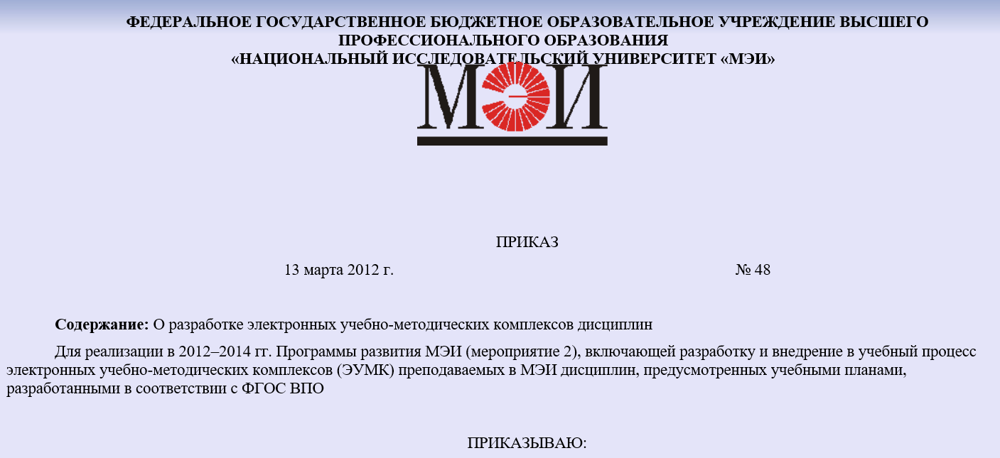 ФЕДЕРАЛЬНОЕ ГОСУДАРСТВЕННОЕ БЮДЖЕТНОЕ ОБРАЗОВАТЕЛЬНОЕ УЧРЕЖДЕНИЕ ВЫСШЕГО
ПРОФЕССИОНАЛЬНОГО ОБРАЗОВАНИЯ
«НАЦИОНАЛЬНЫЙ ИССЛЕДОВАТЕЛЬСКИЙ УНИВЕРСИТЕТ «МЭИ»
МЭИ
ПРИКАЗ
13 марта 2012 г. № 48
Содержание: О разработке электронных учебно-методических комплексов дисциплин
Для реализации в 2012–2014 гг. Программы развития МЭИ (мероприятие 2), включающей разработку и внедрение в учебный процесс
электронных учебно-методических комплексов (ЭУМК) преподаваемых в МЭИ дисциплин, предусмотренных учебными планами,
разработанными в соответствии с ФГОС ВПО
ПРИКАЗЫВАЮ: